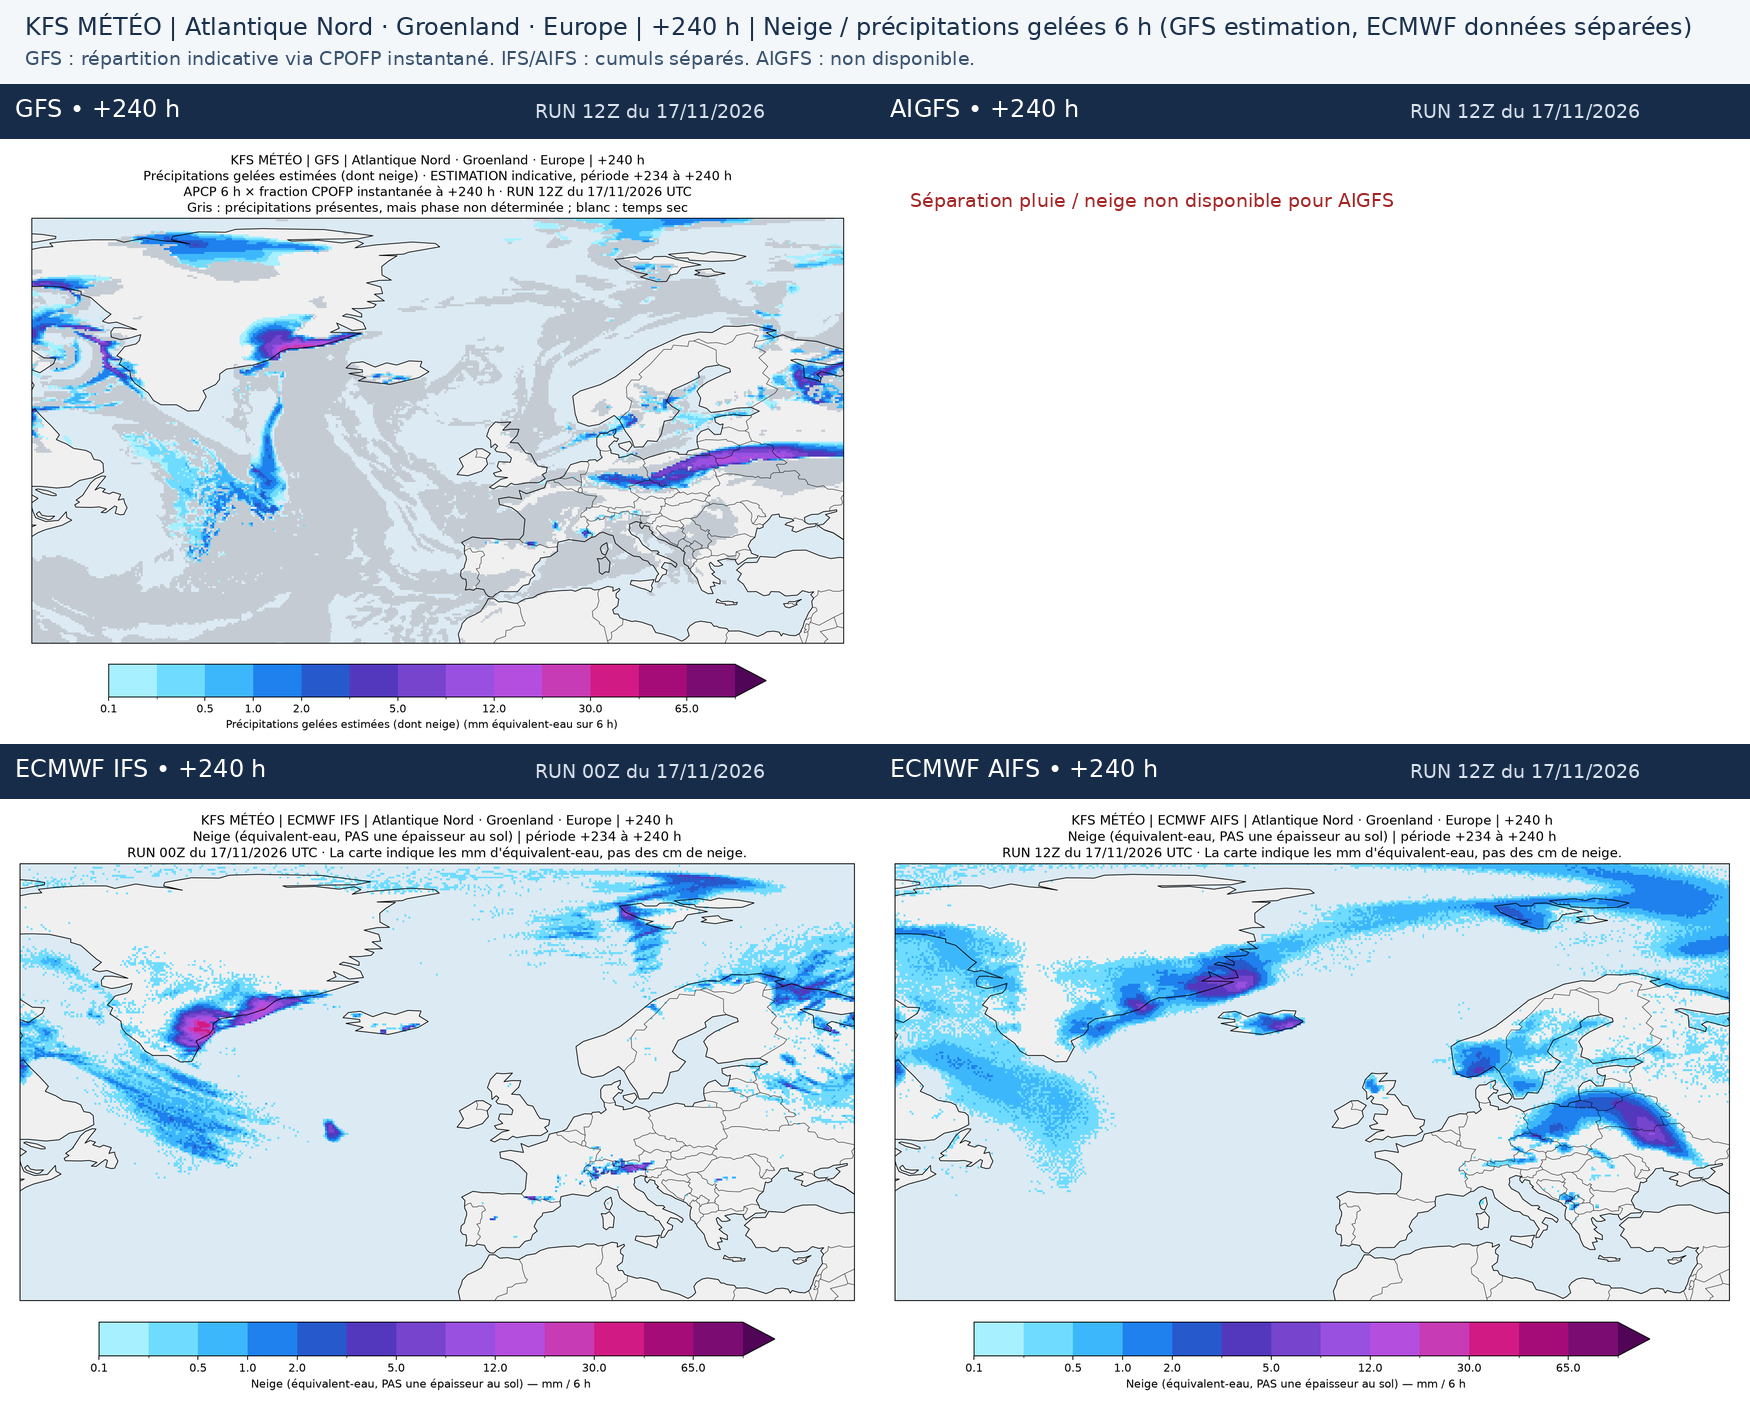 KFS MÉTÉO | Atlantique Nord · Groenland · Europe | +240 h | Neige / précipitations gelées 6 h (GFS estimation, ECMWF données séparées)
GFS : répartition indicative via CPOFP instantané. IFS/AIFS : cumuls séparés. AIGFS : non disponible.
GFS • +240 h
RUN 12Z du 17/11/2026
AIGFS • +240 h
RUN 12Z du 17/11/2026
KFS MÉTÉO | GFS | Atlantique Nord · Groenland · Europe | +240 h
Précipitations gelées estimées (dont neige) · ESTIMATION indicative, période +234 à +240 h
APCP 6 h × fraction CPOFP instantanée à +240 h · RUN 12Z du 17/11/2026 UTC
Gris : précipitations présentes, mais phase non déterminée ; blanc : temps sec
Séparation pluie / neige non disponible pour AIGFS
0.1 0.5 1.0 2.0 5.0 12.0 30.0 65.0
Précipitations gelées estimées (dont neige) (mm équivalent-eau sur 6 h)
ECMWF IFS • +240 h
RUN 00Z du 17/11/2026
ECMWF AIFS • +240 h
RUN 12Z du 17/11/2026
KFS MÉTÉO | ECMWF IFS | Atlantique Nord · Groenland · Europe | +240 h
Neige (équivalent-eau, PAS une épaisseur au sol) | période +234 à +240 h
RUN 00Z du 17/11/2026 UTC · La carte indique les mm d'équivalent-eau, pas des cm de neige.
KFS MÉTÉO | ECMWF AIFS | Atlantique Nord · Groenland · Europe | +240 h
Neige (équivalent-eau, PAS une épaisseur au sol) | période +234 à +240 h
RUN 12Z du 17/11/2026 UTC · La carte indique les mm d'équivalent-eau, pas des cm de neige.
0.1 0.5 1.0 2.0 5.0 12.0 30.0 65.0
Neige (équivalent-eau, PAS une épaisseur au sol) — mm / 6 h
0.1 0.5 1.0 2.0 5.0 12.0 30.0 65.0
Neige (équivalent-eau, PAS une épaisseur au sol) — mm / 6 h